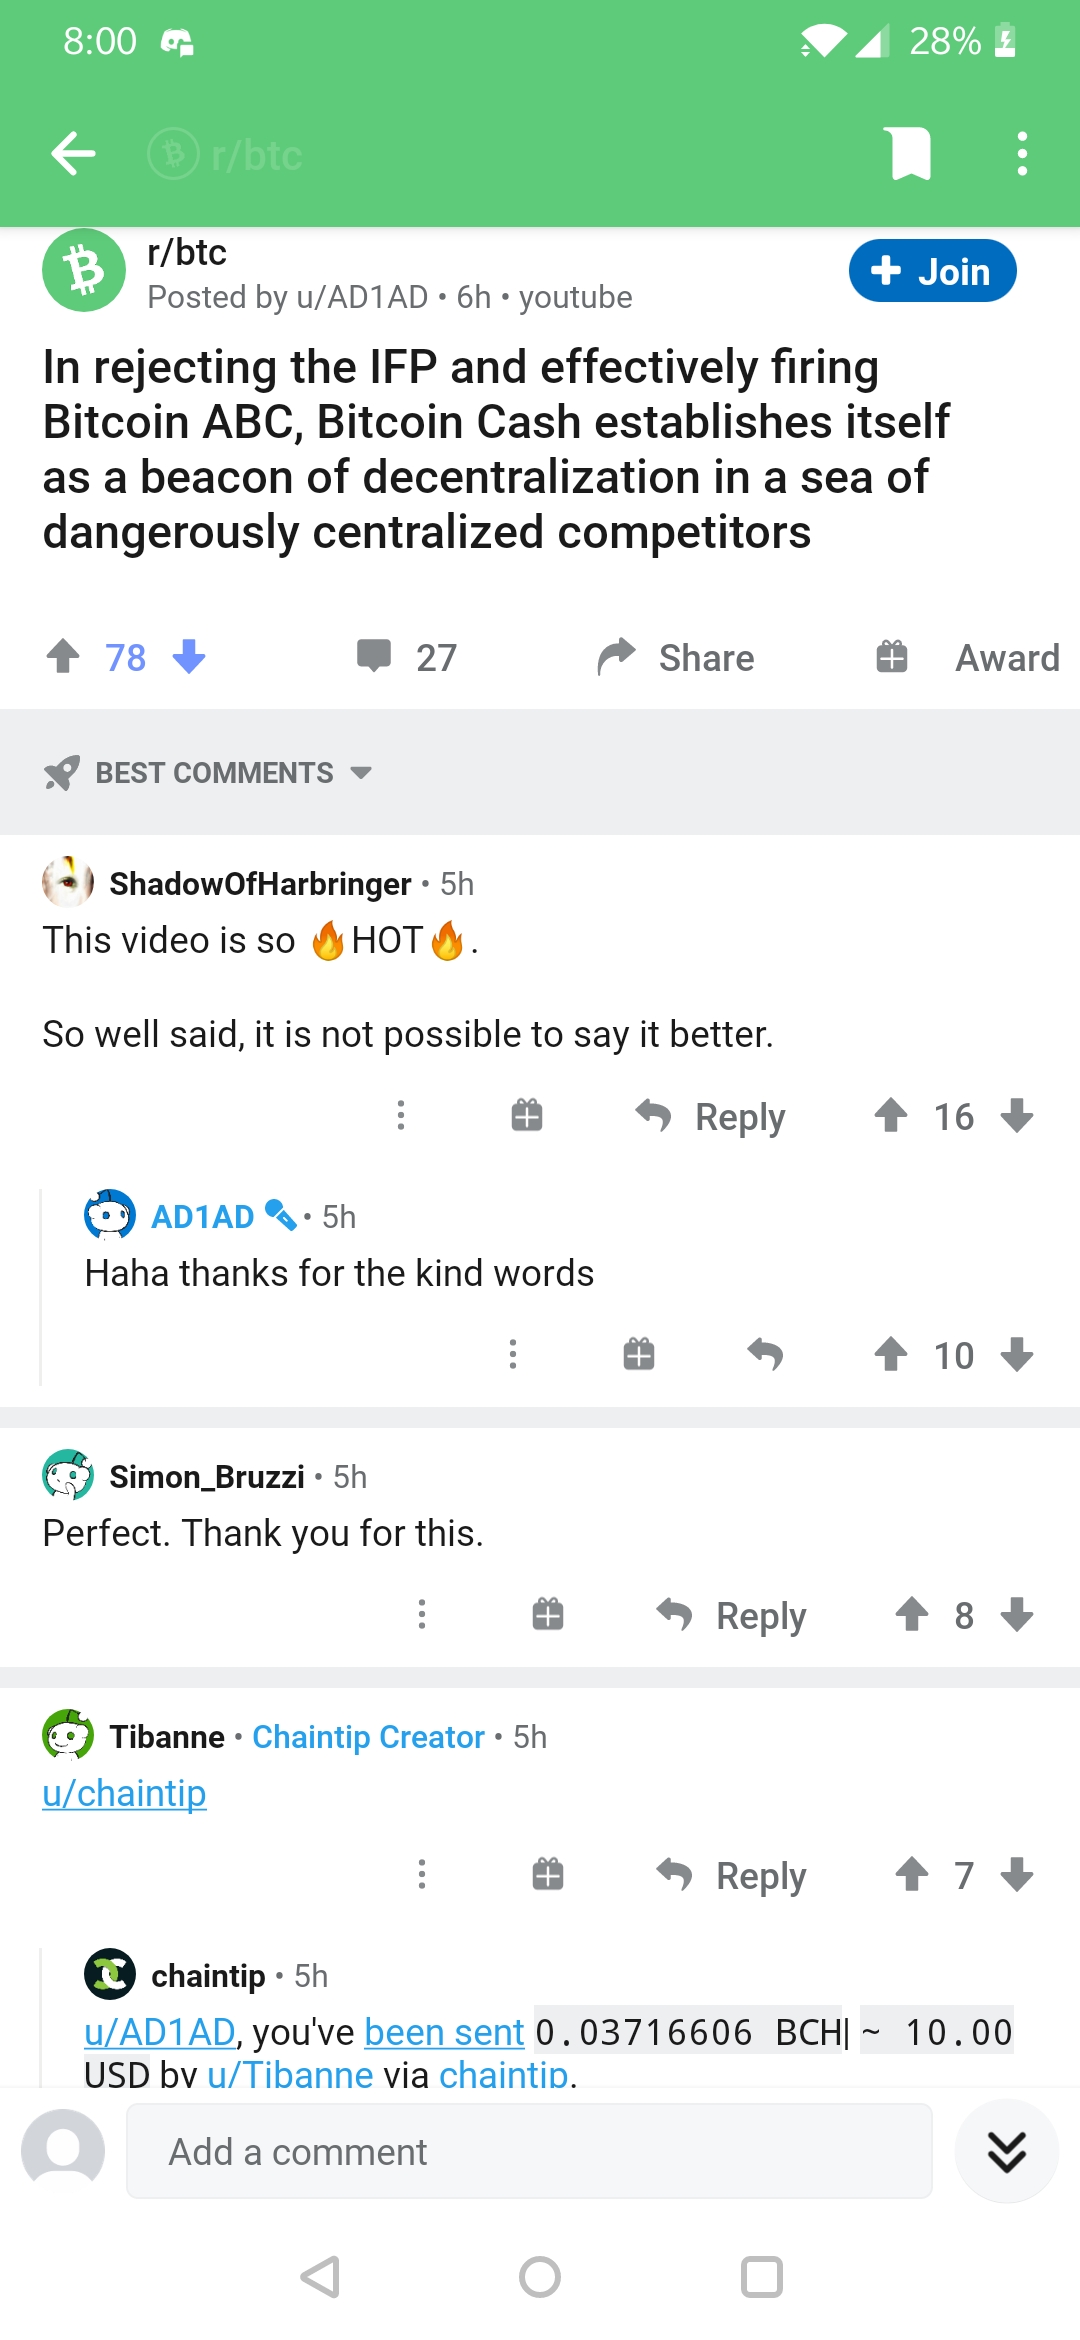 8:00 28%
r/btc
r/btc
Posted by u/AD1AD • 6h • youtube
Join
In rejecting the IFP and effectively firing
Bitcoin ABC, Bitcoin Cash establishes itself
as a beacon of decentralization in a sea of
dangerously centralized competitors
78 27 Share Award
BEST COMMENTS
ShadowOfHarbringer • 5h
This video is so 🔥HOT🔥.
So well said, it is not possible to say it better.
Reply 16
AD1AD • 5h
Haha thanks for the kind words
10
Simon_Bruzzi • 5h
Perfect. Thank you for this.
Reply 8
Tibanne • Chaintip Creator • 5h
u/chaintip
Reply 7
chaintip • 5h
u/AD1AD, you've been sent 0.03716606 BCH| ~ 10.00
USD by u/Tibanne via chaintip.
Add a comment